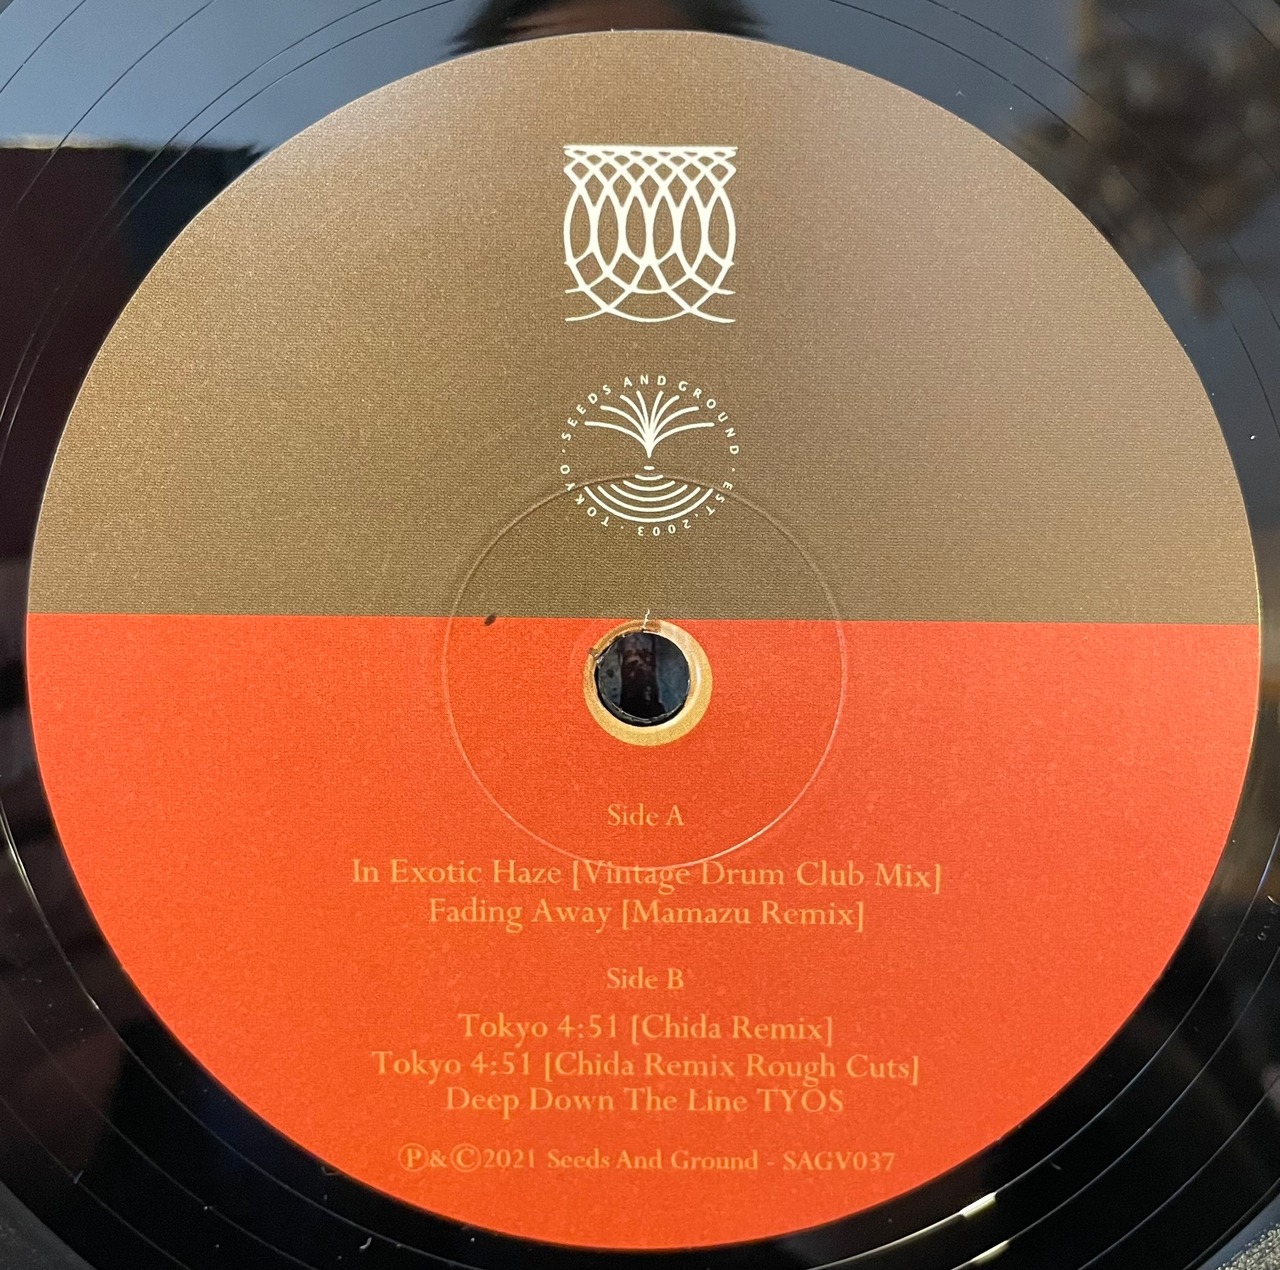 SEEDS AND GROUND · EST. 2003 · TOKYO ·
Side A
In Exotic Haze [Vintage Drum Club Mix]
Fading Away [Mamazu Remix]
Side B
Tokyo 4:51 [Chida Remix]
Tokyo 4:51 [Chida Remix Rough Cuts]
Deep Down The Line TYOS
Ⓟ&Ⓒ2021 Seeds And Ground - SAGV037